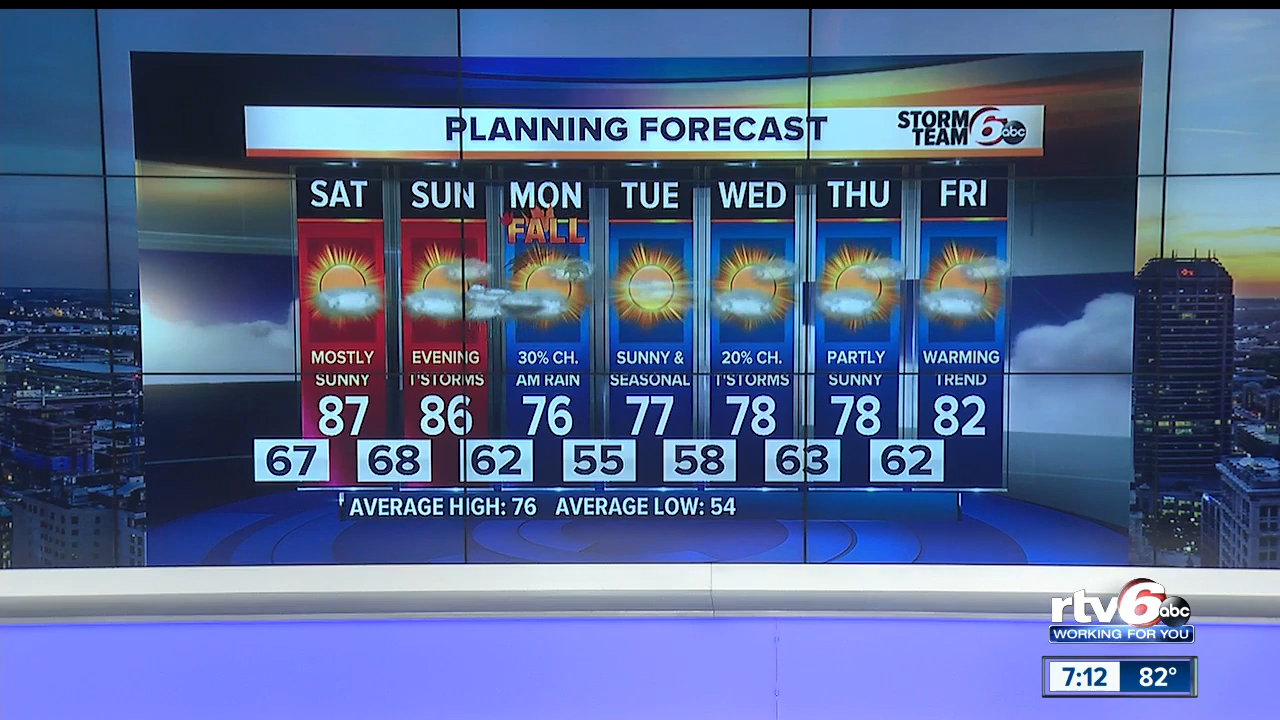 PLANNING FORECAST
STORM TEAM 6 abc
SAT SUN MON TUE WED THU FRI
FALL
MOSTLY EVENING 30% CH. SUNNY & 20% CH. PARTLY WARMING
SUNNY T'STORMS AM RAIN SEASONAL T'STORMS SUNNY TREND
87 86 76 77 78 78 82
67 68 62 55 58 63 62
AVERAGE HIGH: 76 AVERAGE LOW: 54
rtv6 abc
WORKING FOR YOU
7:12 82°